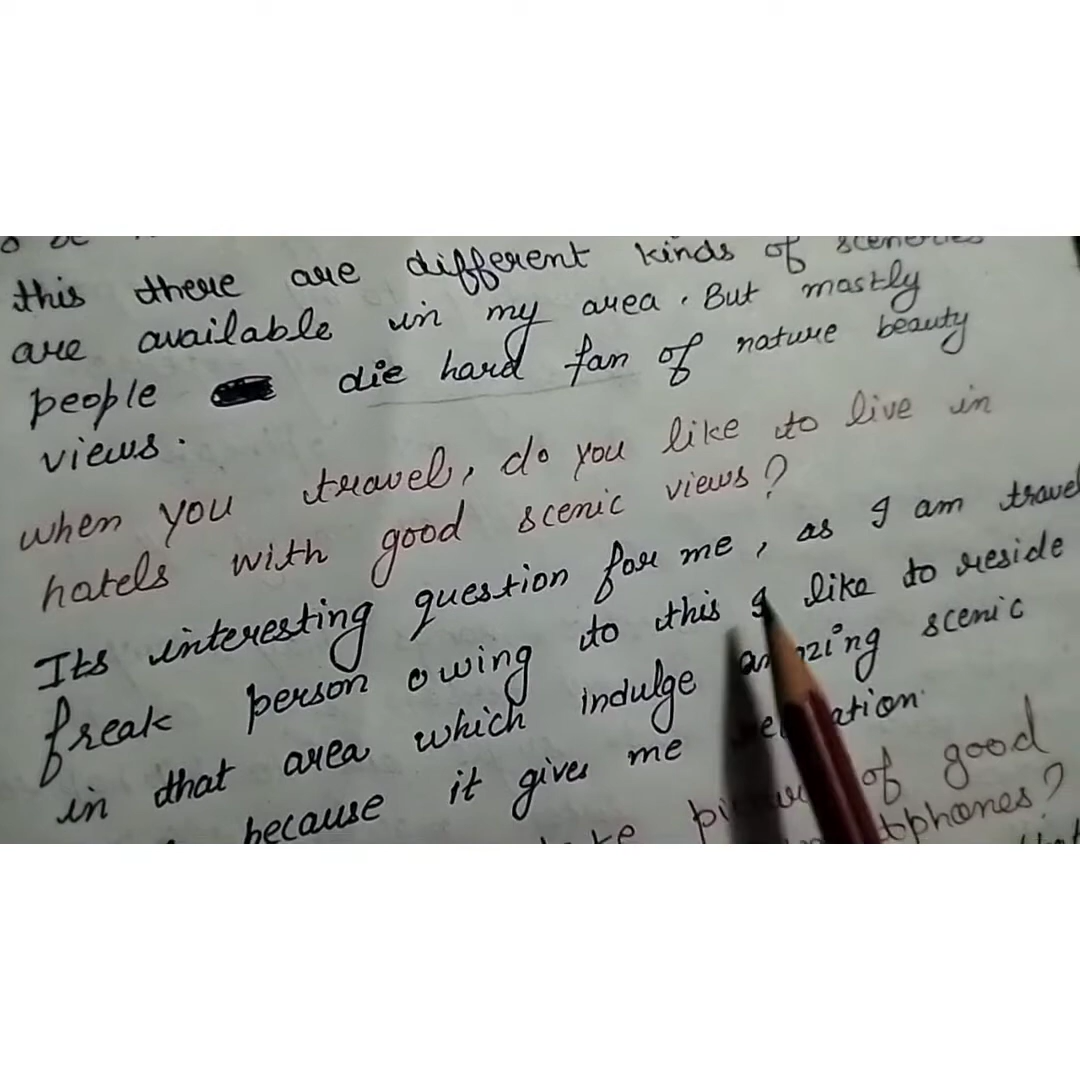 this there are different kinds of sceneries
are available in my area. But mostly
people die hard fan of nature beauty
views.
when you travel, do you like to live in
hotels with good scenic views?
Its interesting question for me, as I am travel
freak person owing to this I like to reside
in that area which indulge amazing scenic
because it gives me
of good